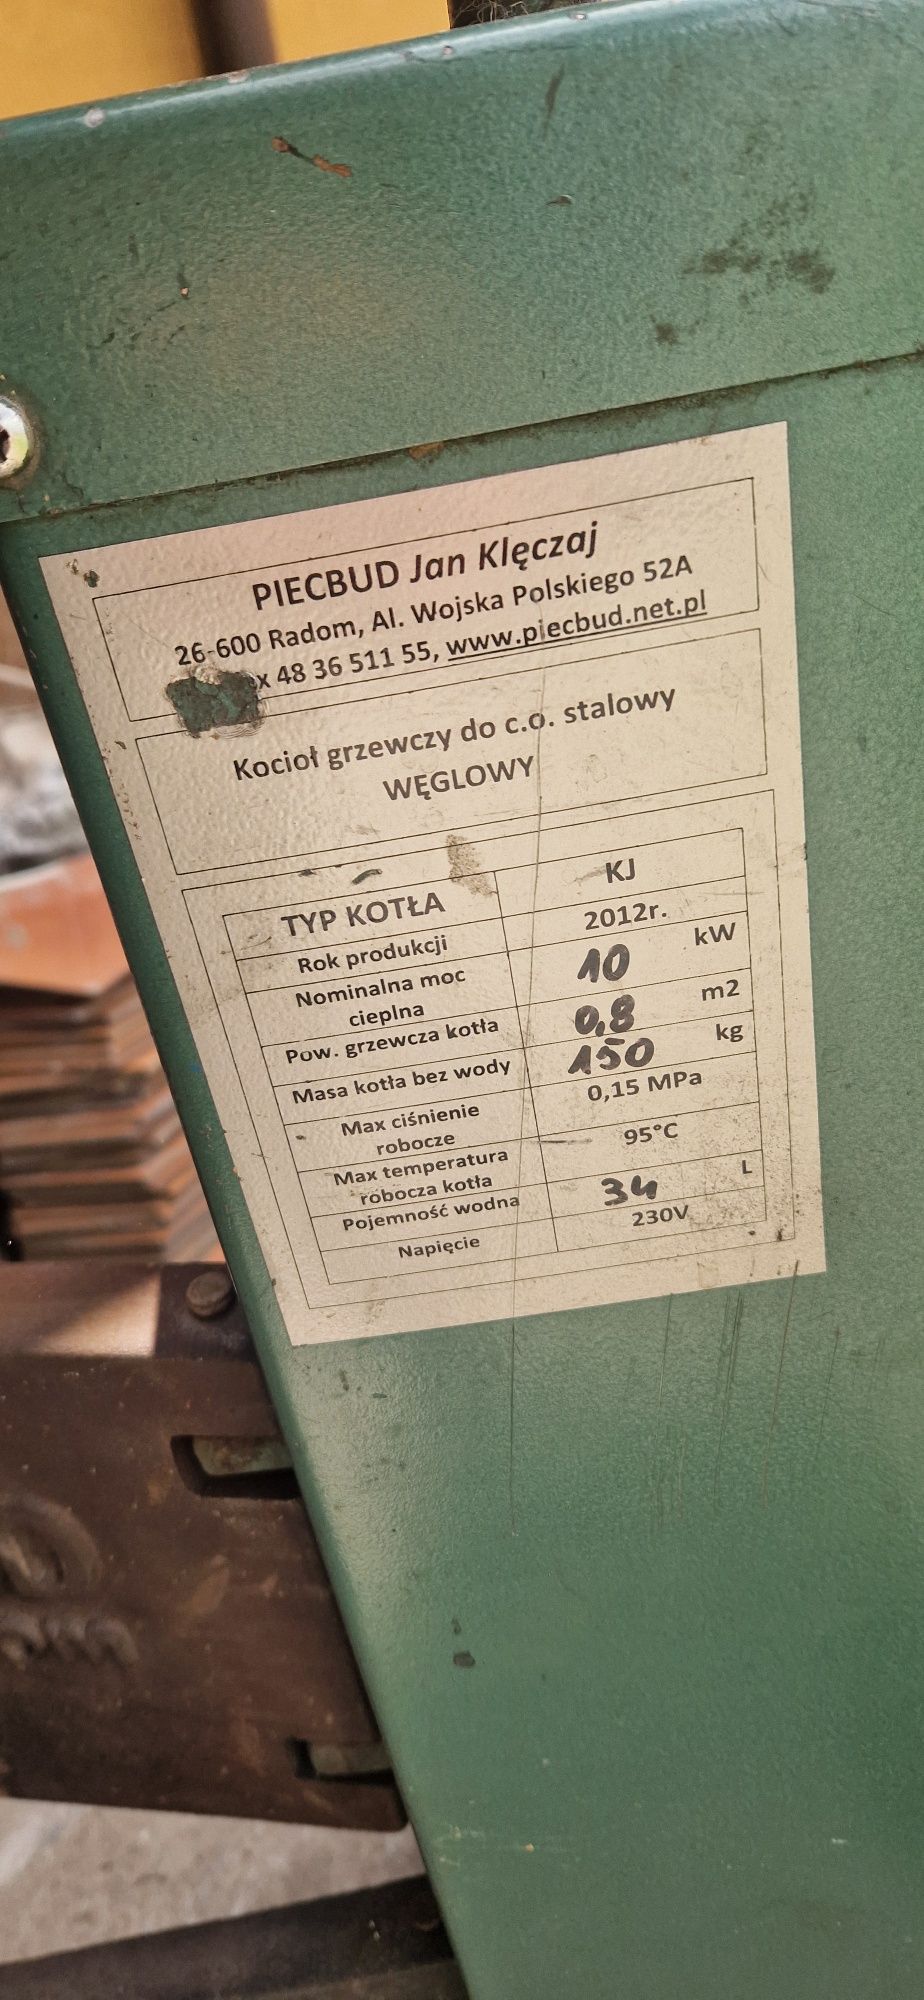 PIECBUD Jan Klęczaj
26-600 Radom, Al. Wojska Polskiego 52A
48 36 511 55, www.piecbud.net.pl
Kocioł grzewczy do c.o. stalowy
WĘGLOWY
TYP KOTŁA KJ
Rok produkcji 2012r.
Nominalna moc cieplna 10 kW
Pow. grzewcza kotła 0,8 m2
Masa kotła bez wody 150 kg
Max ciśnienie robocze 0,15 MPa
Max temperatura robocza kotła 95°C
Pojemność wodna 34 L
Napięcie 230V